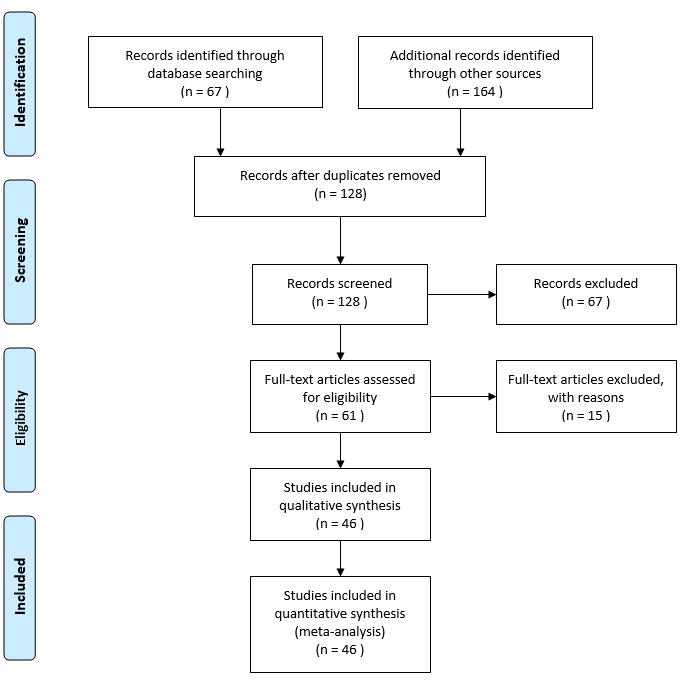 Identification
Records identified through
database searching
(n = 67 )
Additional records identified
through other sources
(n = 164 )
Records after duplicates removed
(n = 128)
Screening
Records screened
(n = 128 )
Records excluded
(n = 67 )
Eligibility
Full-text articles assessed
for eligibility
(n = 61 )
Full-text articles excluded,
with reasons
(n = 15 )
Studies included in
qualitative synthesis
(n = 46 )
Included
Studies included in
quantitative synthesis
(meta-analysis)
(n = 46 )